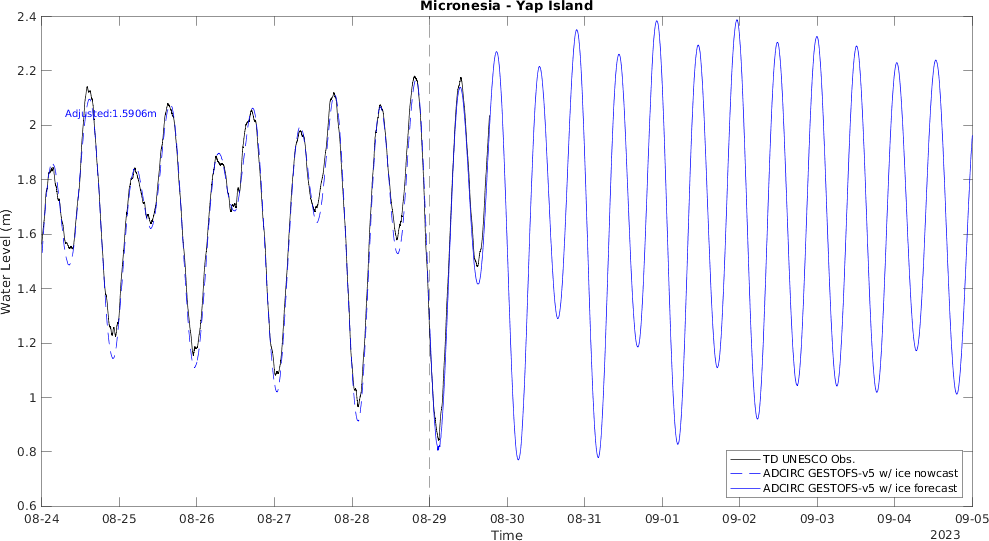 Micronesia - Yap Island
2.4
2.2
2
1.8
1.6
1.4
1.2
1
0.8
0.6
Water Level (m)
Adjusted:1.5906m
TD UNESCO Obs.
ADCIRC GESTOFS-v5 w/ ice nowcast
ADCIRC GESTOFS-v5 w/ ice forecast
08-24 08-25 08-26 08-27 08-28 08-29 08-30 08-31 09-01 09-02 09-03 09-04 09-05
Time
2023